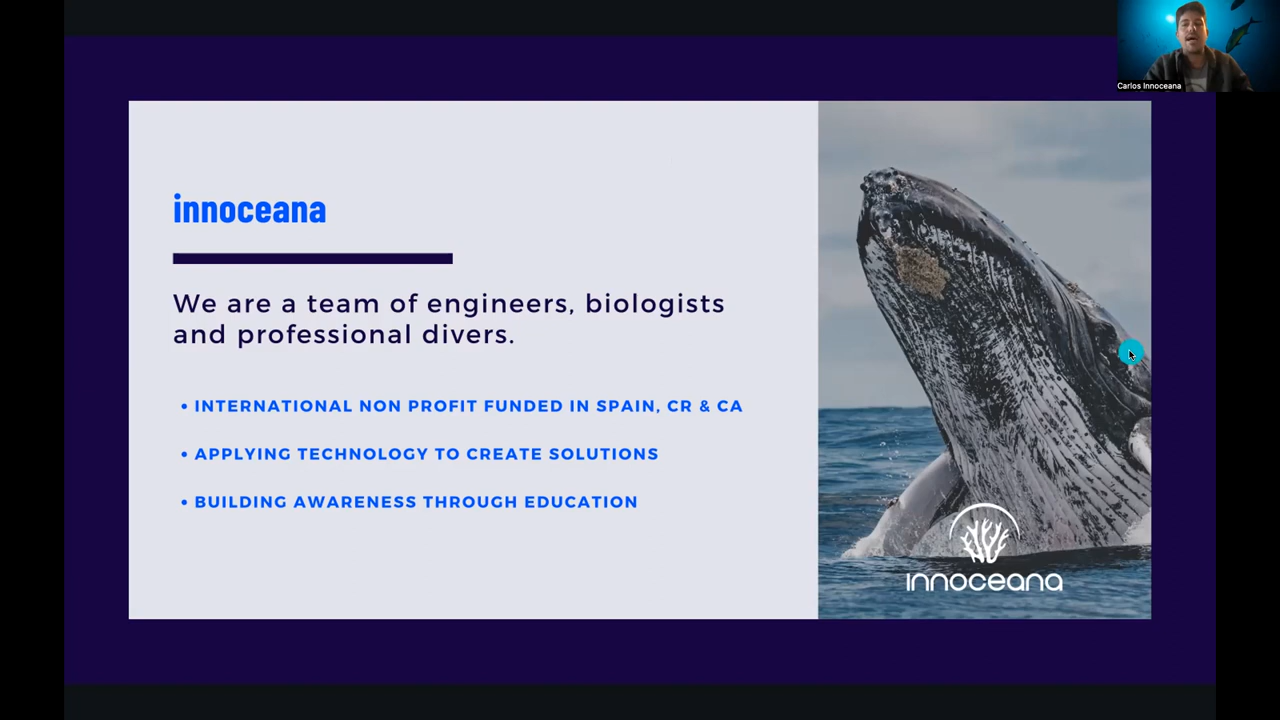 Carlos Innoceana
innoceana
We are a team of engineers, biologists
and professional divers.
• INTERNATIONAL NON PROFIT FUNDED IN SPAIN, CR & CA
• APPLYING TECHNOLOGY TO CREATE SOLUTIONS
• BUILDING AWARENESS THROUGH EDUCATION
innoceana